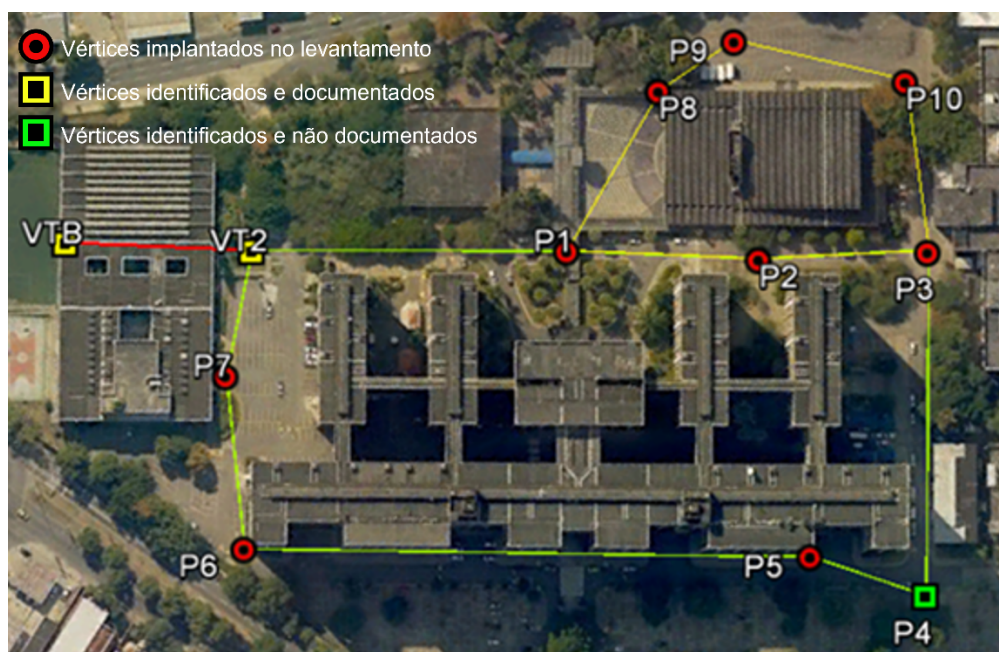 Vértices implantados no levantamento
Vértices identificados e documentados
Vértices identificados e não documentados
P9
P8
P10
VTB
VT2
P1
P2
P3
P7
P6
P5
P4